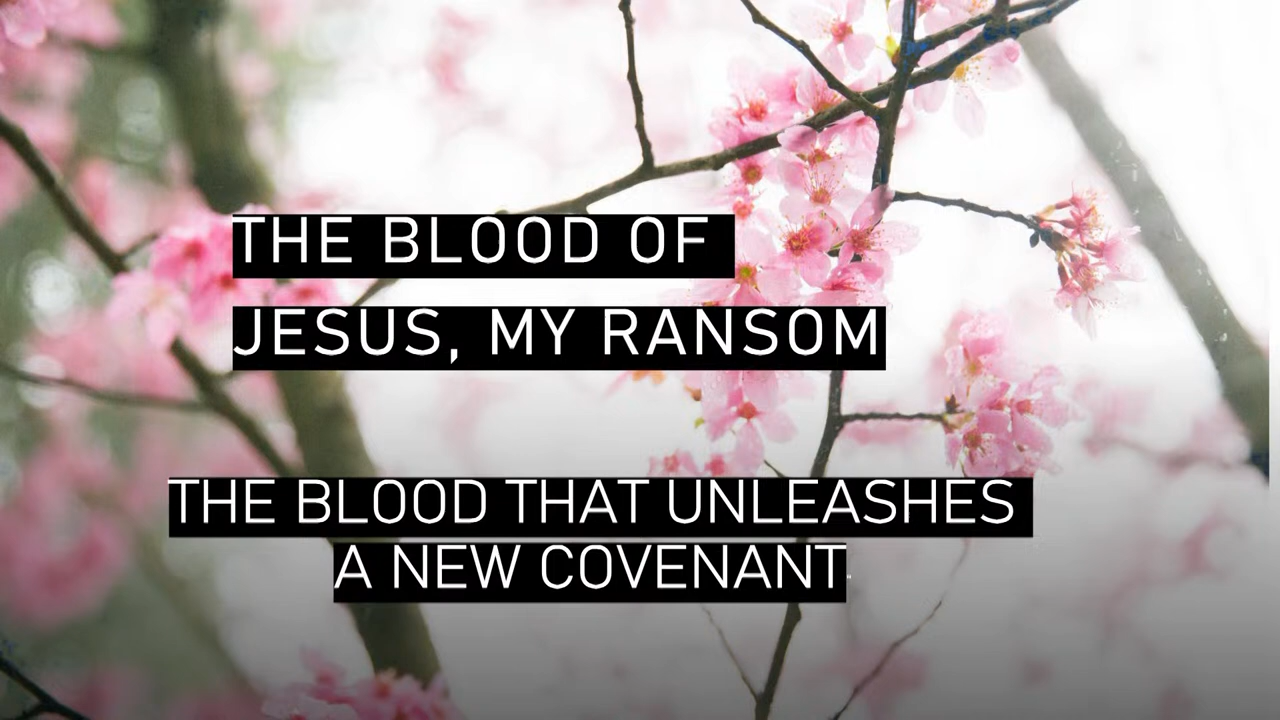 THE BLOOD OF
JESUS, MY RANSOM
THE BLOOD THAT UNLEASHES
A NEW COVENANT